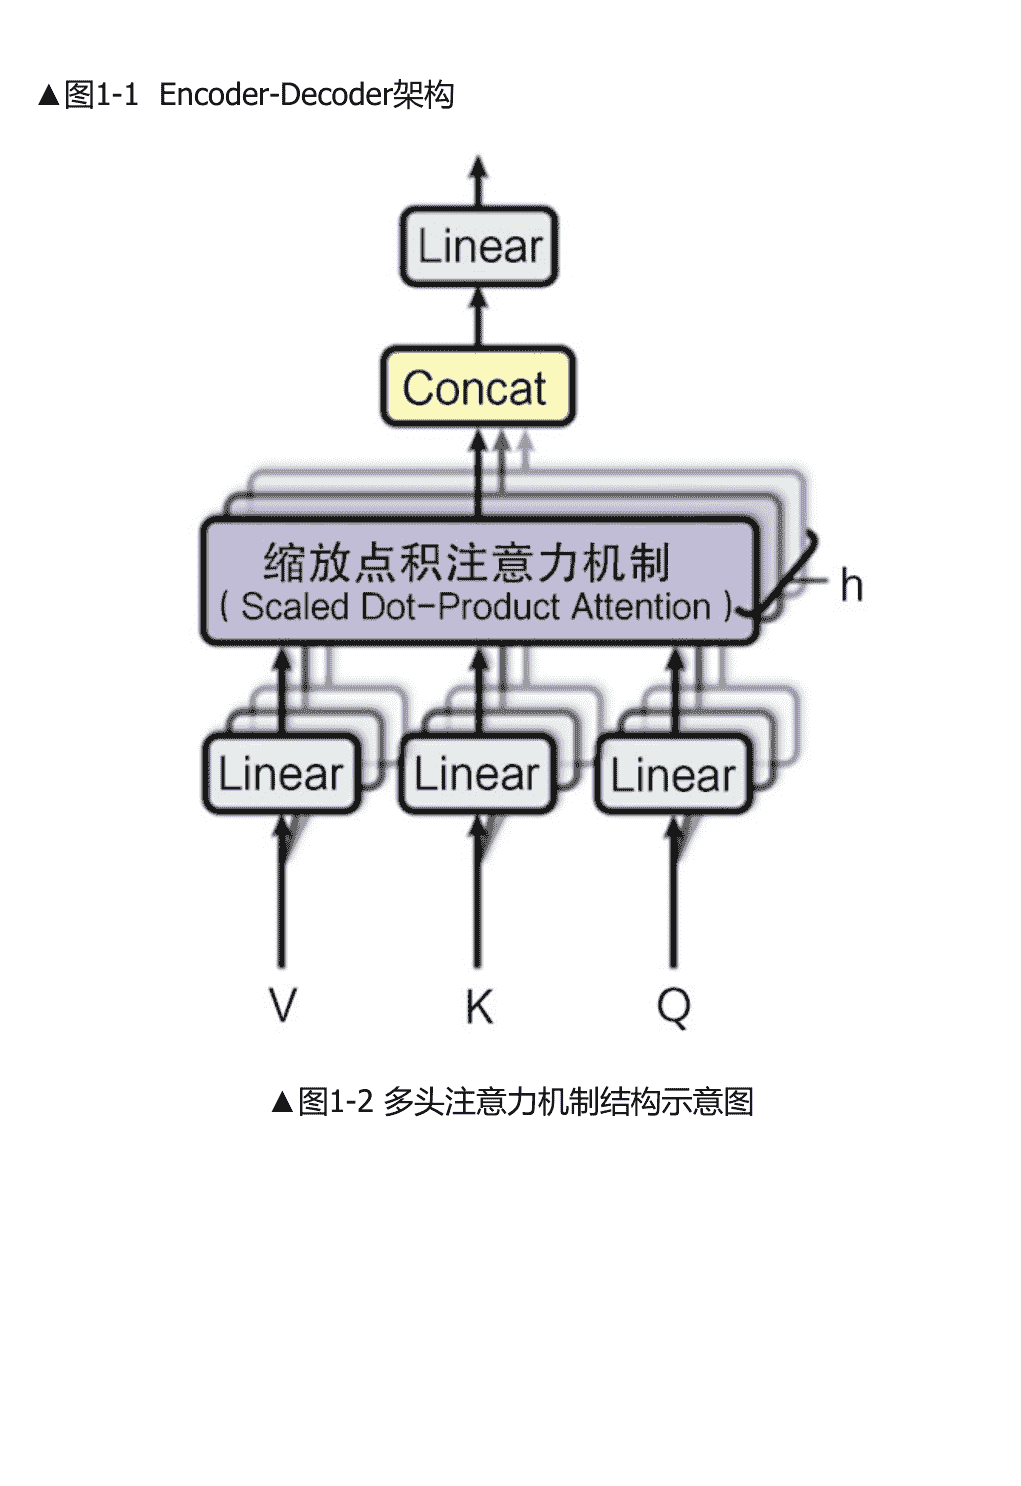 ▲图1-1 Encoder-Decoder架构
Linear
Concat
缩放点积注意力机制
( Scaled Dot-Product Attention )
h
Linear Linear Linear
V K Q
▲图1-2 多头注意力机制结构示意图